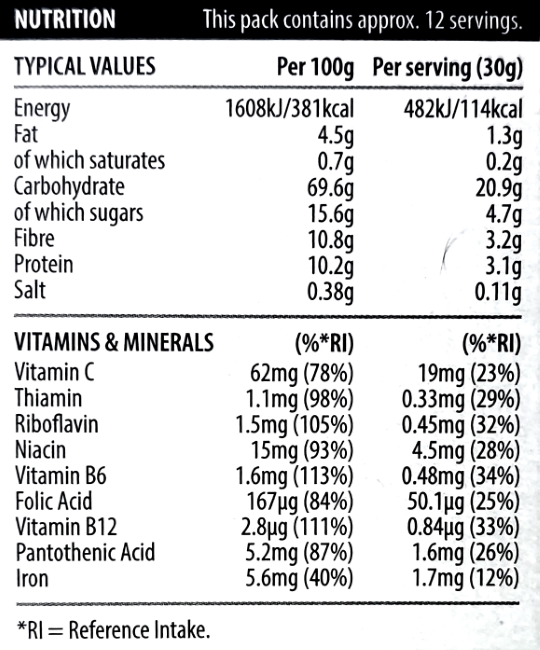 NUTRITION This pack contains approx. 12 servings.
TYPICAL VALUES Per 100g Per serving (30g)
Energy 1608kJ/381kcal 482kJ/114kcal
Fat 4.5g 1.3g
of which saturates 0.7g 0.2g
Carbohydrate 69.6g 20.9g
of which sugars 15.6g 4.7g
Fibre 10.8g 3.2g
Protein 10.2g 3.1g
Salt 0.38g 0.11g
VITAMINS & MINERALS (%*RI) (%*RI)
Vitamin C 62mg (78%) 19mg (23%)
Thiamin 1.1mg (98%) 0.33mg (29%)
Riboflavin 1.5mg (105%) 0.45mg (32%)
Niacin 15mg (93%) 4.5mg (28%)
Vitamin B6 1.6mg (113%) 0.48mg (34%)
Folic Acid 167µg (84%) 50.1µg (25%)
Vitamin B12 2.8µg (111%) 0.84µg (33%)
Pantothenic Acid 5.2mg (87%) 1.6mg (26%)
Iron 5.6mg (40%) 1.7mg (12%)
*RI = Reference Intake.